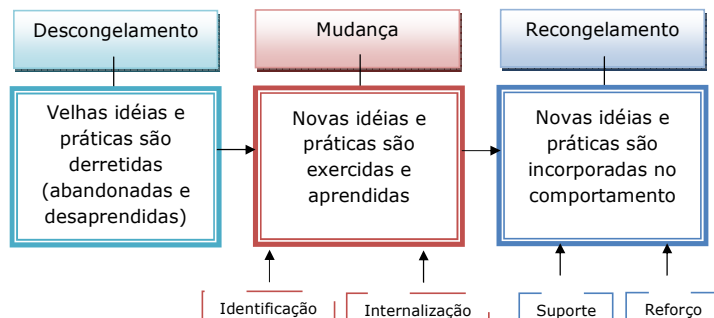 Descongelamento
Mudança
Recongelamento
Velhas idéias e
práticas são
derretidas
(abandonadas e
desaprendidas)
Novas idéias e
práticas são
exercidas e
aprendidas
Novas idéias e
práticas são
incorporadas no
comportamento
Identificação
Internalização
Suporte
Reforço